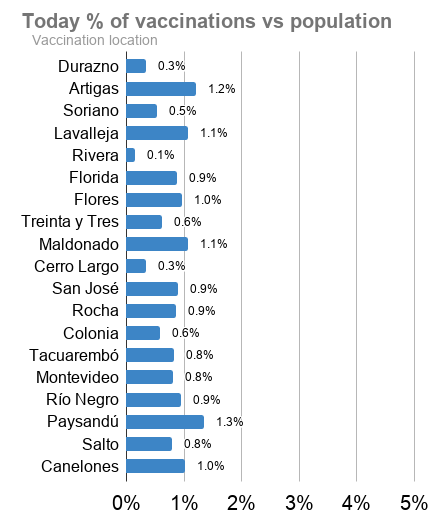 Today % of vaccinations vs population
Vaccination location
Durazno 0.3%
Artigas 1.2%
Soriano 0.5%
Lavalleja 1.1%
Rivera 0.1%
Florida 0.9%
Flores 1.0%
Treinta y Tres 0.6%
Maldonado 1.1%
Cerro Largo 0.3%
San José 0.9%
Rocha 0.9%
Colonia 0.6%
Tacuarembó 0.8%
Montevideo 0.8%
Río Negro 0.9%
Paysandú 1.3%
Salto 0.8%
Canelones 1.0%
0% 1% 2% 3% 4% 5%